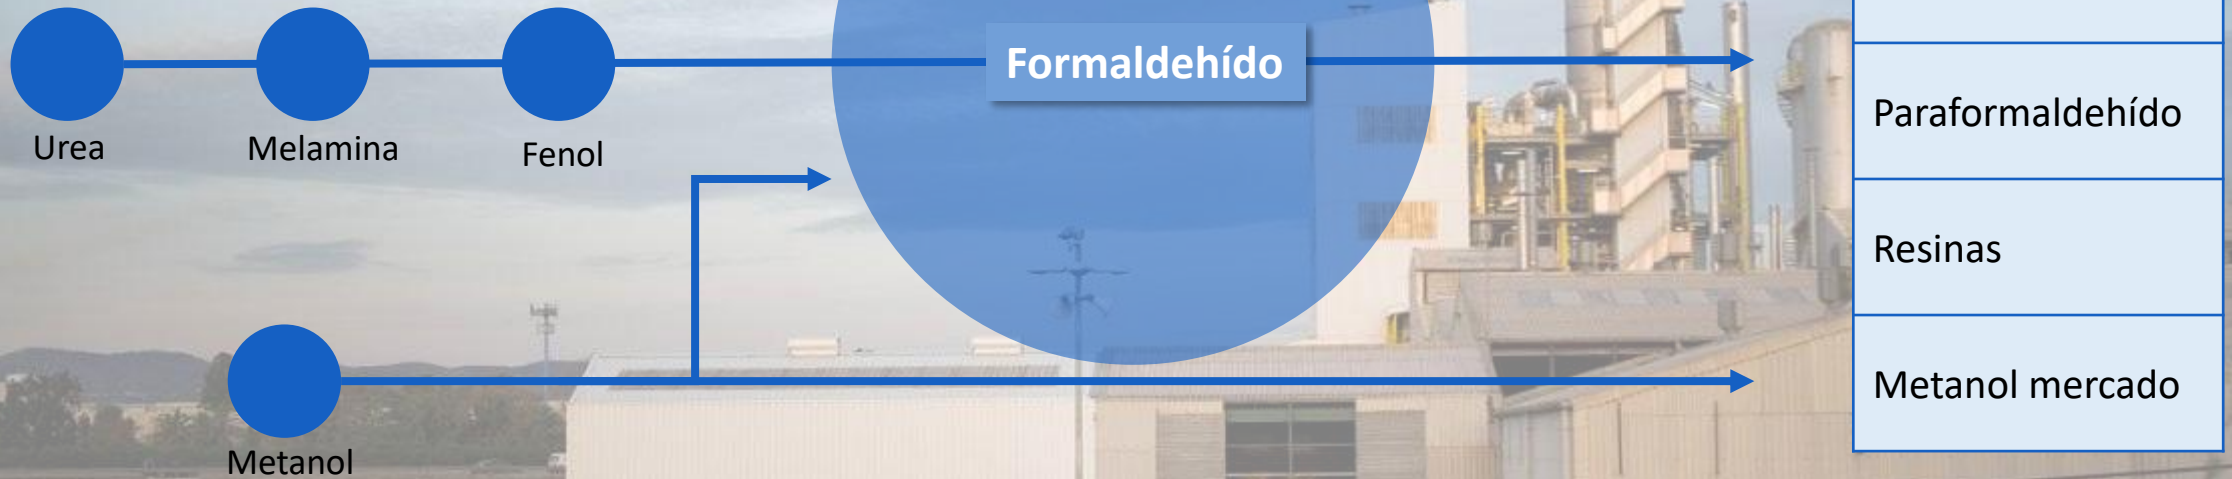 Formaldehído
Urea
Melamina
Fenol
Metanol
Paraformaldehído
Resinas
Metanol mercado